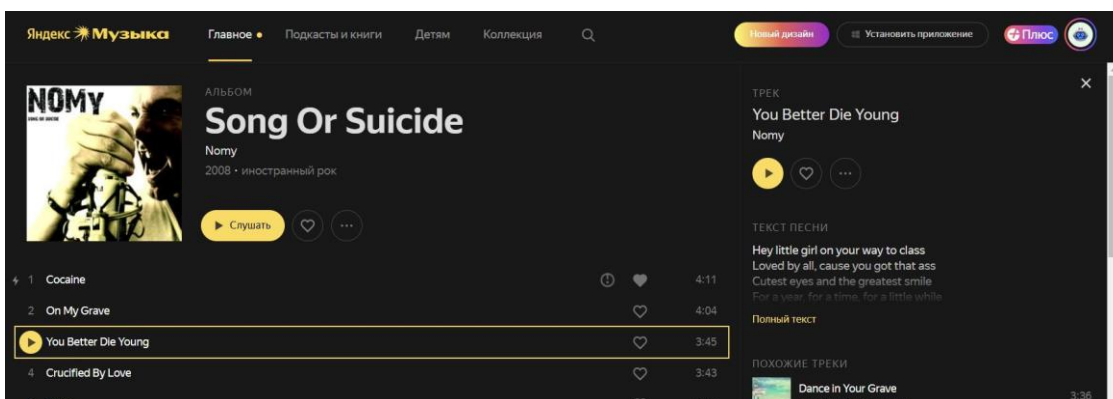 Яндекс Музыка
Главное
Подкасты и книги
Детям
Коллекция
Новый дизайн
Установить приложение
Плюс
NOMY
SONG OR SUICIDE
АЛЬБОМ
Song Or Suicide
Nomy
2008 • иностранный рок
Слушать
1 Cocaine 4:11
2 On My Grave 4:04
You Better Die Young 3:45
4 Crucified By Love 3:43
ТРЕК
You Better Die Young
Nomy
ТЕКСТ ПЕСНИ
Hey little girl on your way to class
Loved by all, cause you got that ass
Cutest eyes and the greatest smile
For a year, for a time, for a little while
Полный текст
ПОХОЖИЕ ТРЕКИ
Dance in Your Grave 3:36